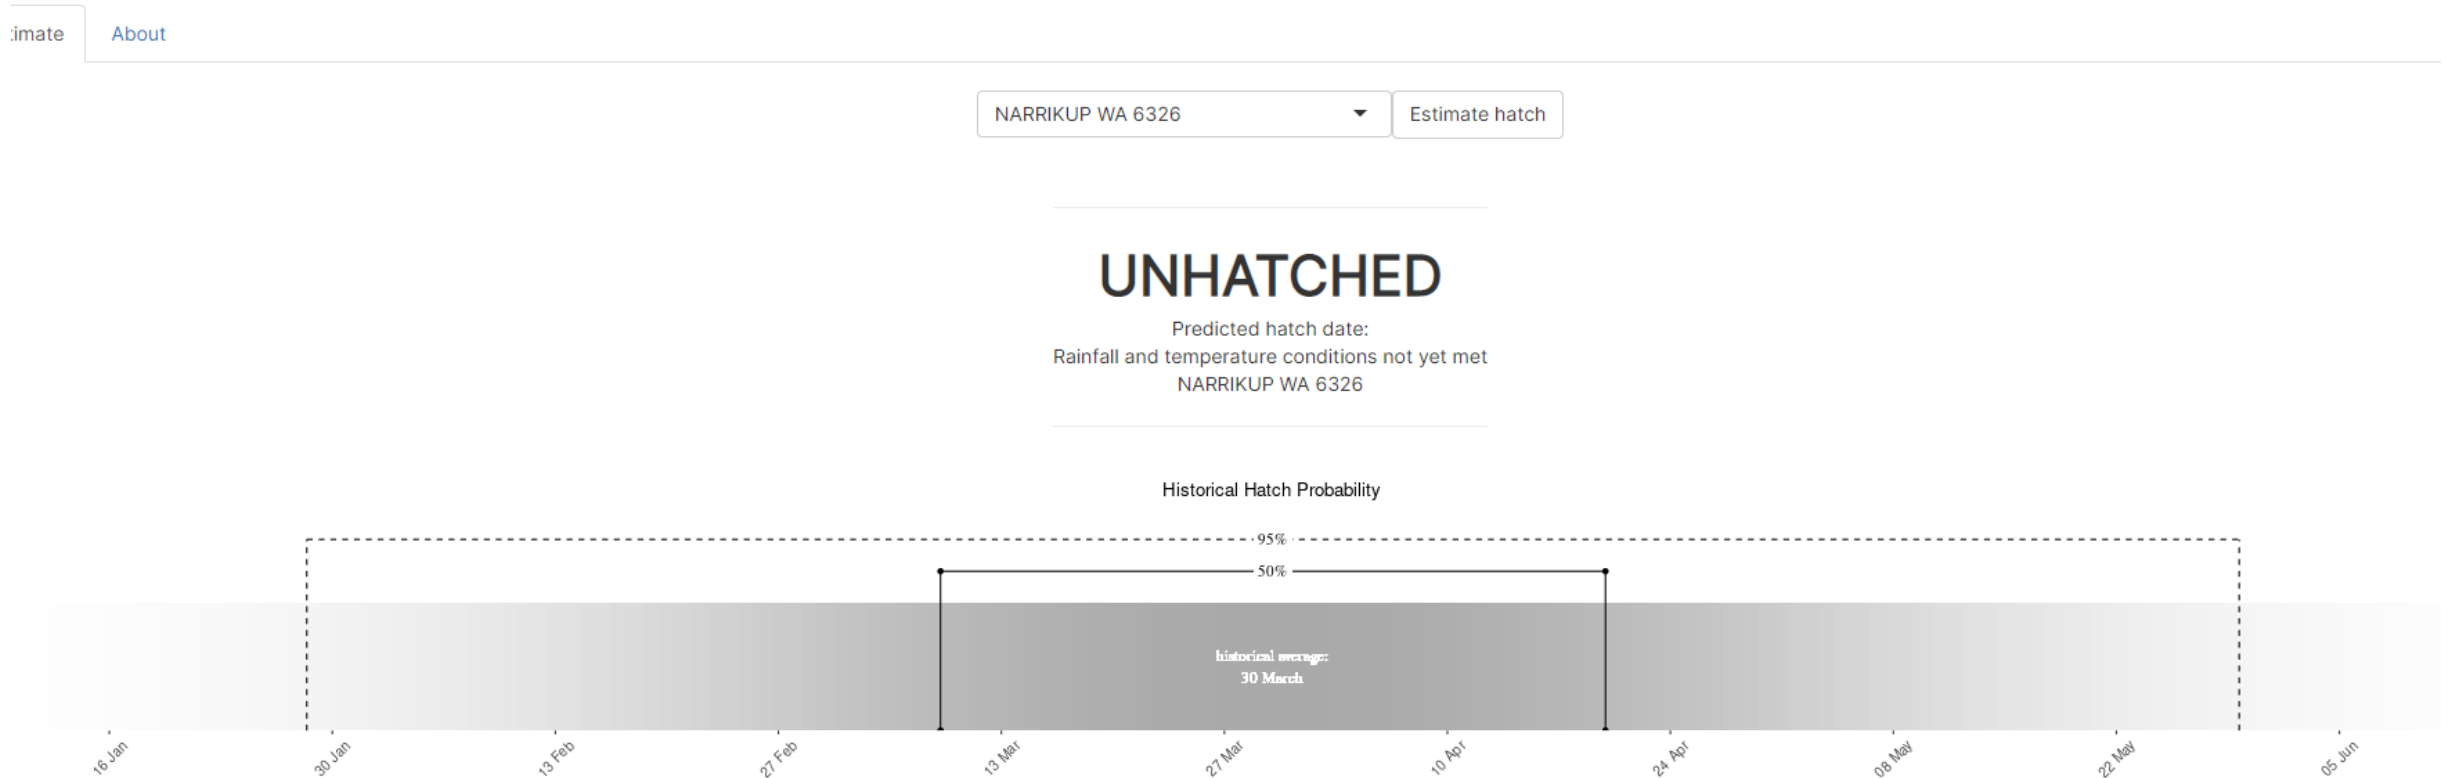 timate
About
NARRIKUP WA 6326
Estimate hatch
UNHATCHED
Predicted hatch date:
Rainfall and temperature conditions not yet met
NARRIKUP WA 6326
Historical Hatch Probability
95%
50%
historical average:
30 March
16 Jan
30 Jan
13 Feb
27 Feb
13 Mar
27 Mar
10 Apr
24 Apr
08 May
22 May
05 Jun